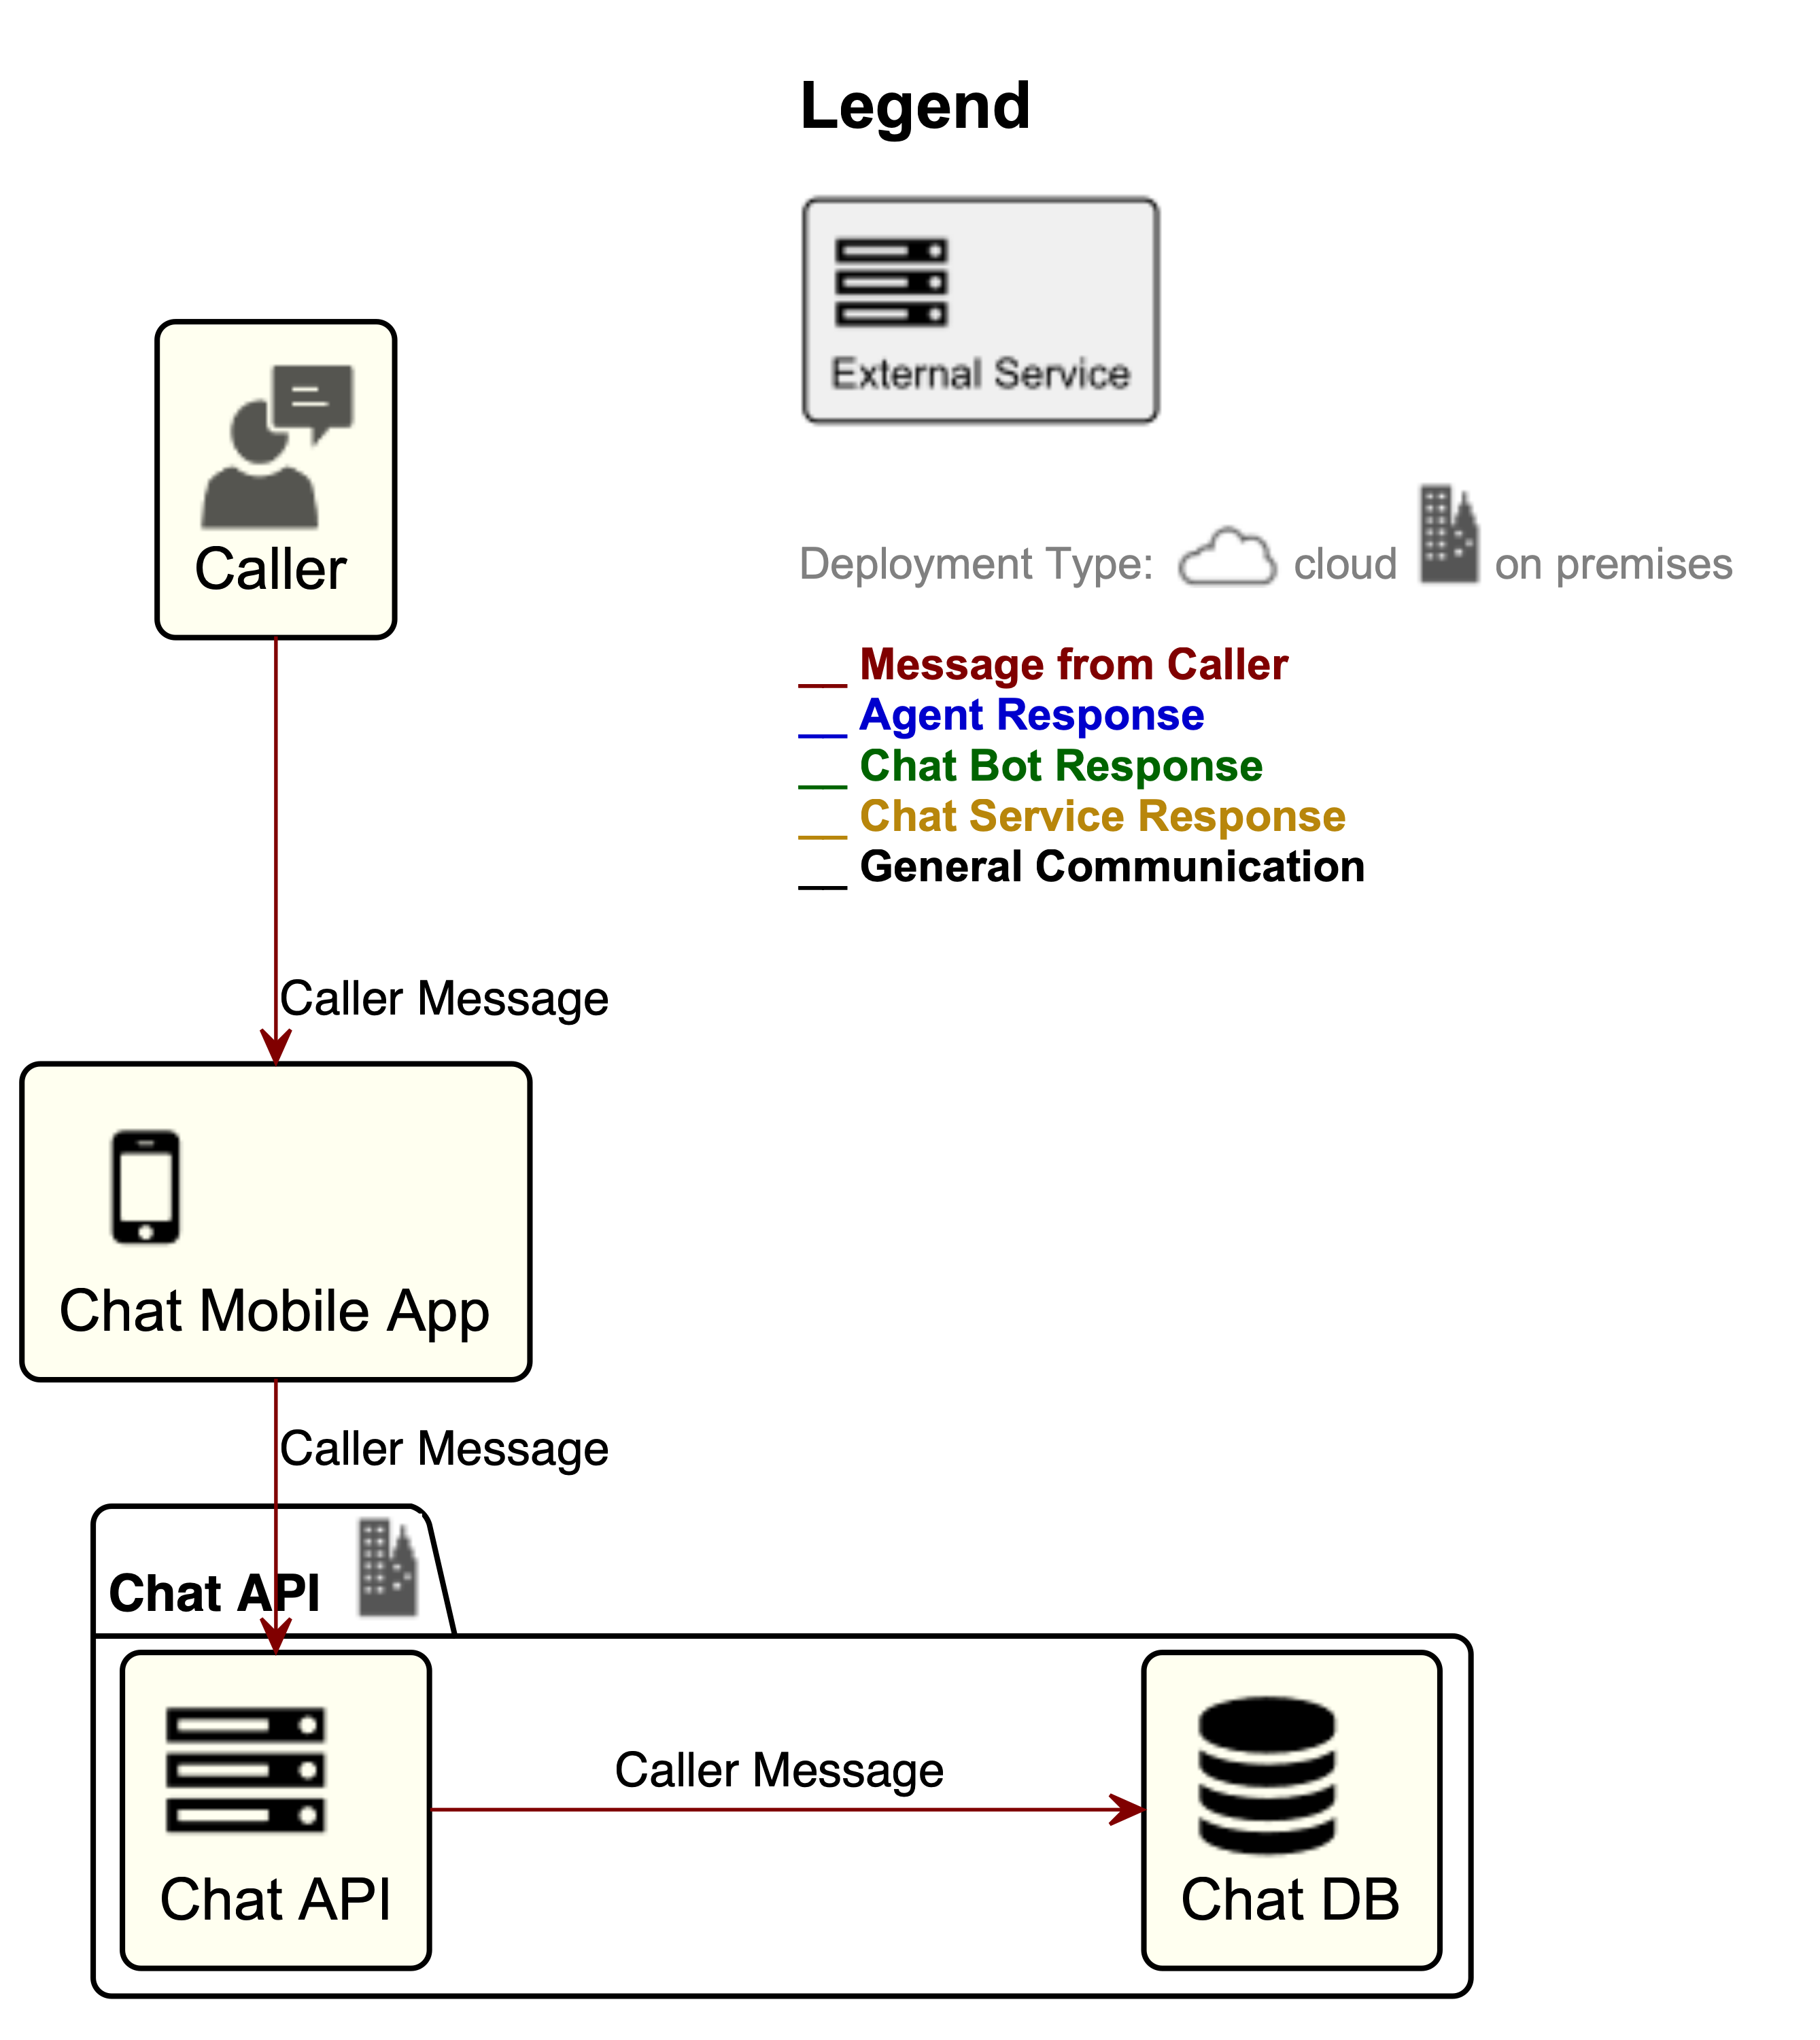 Legend
External Service
Deployment Type: cloud on premises
__ Message from Caller
__ Agent Response
__ Chat Bot Response
__ Chat Service Response
__ General Communication
Caller
Caller Message
Chat Mobile App
Caller Message
Chat API
Chat API
Caller Message
Chat DB